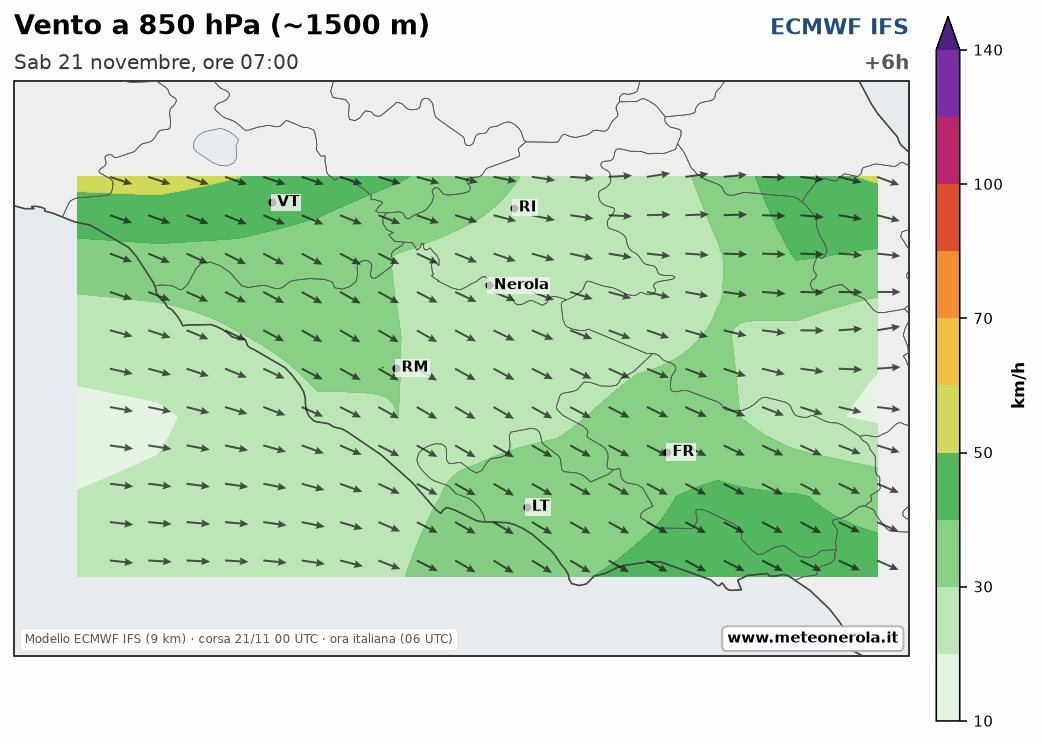 Vento a 850 hPa (~1500 m)
ECMWF IFS
Sab 21 novembre, ore 07:00
+6h
140
100
70
50
30
10
km/h
VT
RI
Nerola
RM
FR
LT
Modello ECMWF IFS (9 km) · corsa 21/11 00 UTC · ora italiana (06 UTC)
www.meteonerola.it